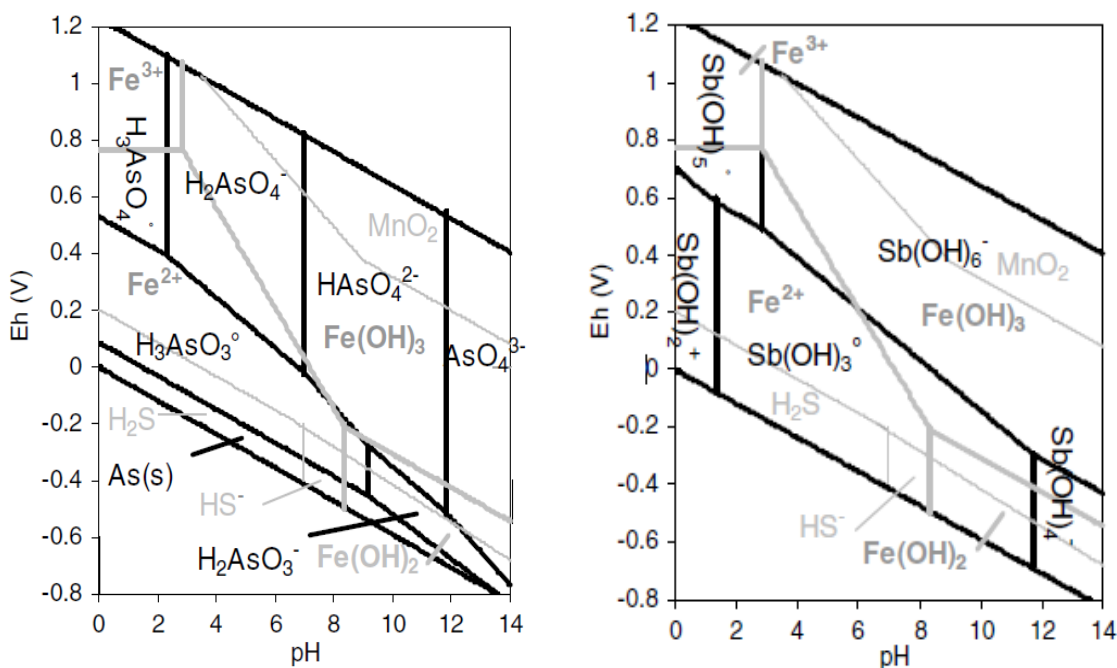 1.2
1
0.8
0.6
0.4
0.2
0
-0.2
-0.4
-0.6
-0.8
Eh (V)
0 2 4 6 8 10 12 14
pH
Fe³⁺
H₃AsO₄°
H₂AsO₄⁻
MnO₂
Fe²⁺
HAsO₄²⁻
H₃AsO₃°
Fe(OH)₃
AsO₄³⁻
H₂S
As(s)
HS⁻
H₂AsO₃⁻
Fe(OH)₂
1.2
1
0.8
0.6
0.4
0.2
0
-0.2
-0.4
-0.6
-0.8
Eh (V)
0 2 4 6 8 10 12 14
pH
Fe³⁺
Sb(OH)₅°
Sb(OH)₆⁻
MnO₂
Sb(OH)₂⁺
Fe²⁺
Fe(OH)₃
Sb(OH)₃°
H₂S
HS⁻
Sb(OH)₄⁻
Fe(OH)₂